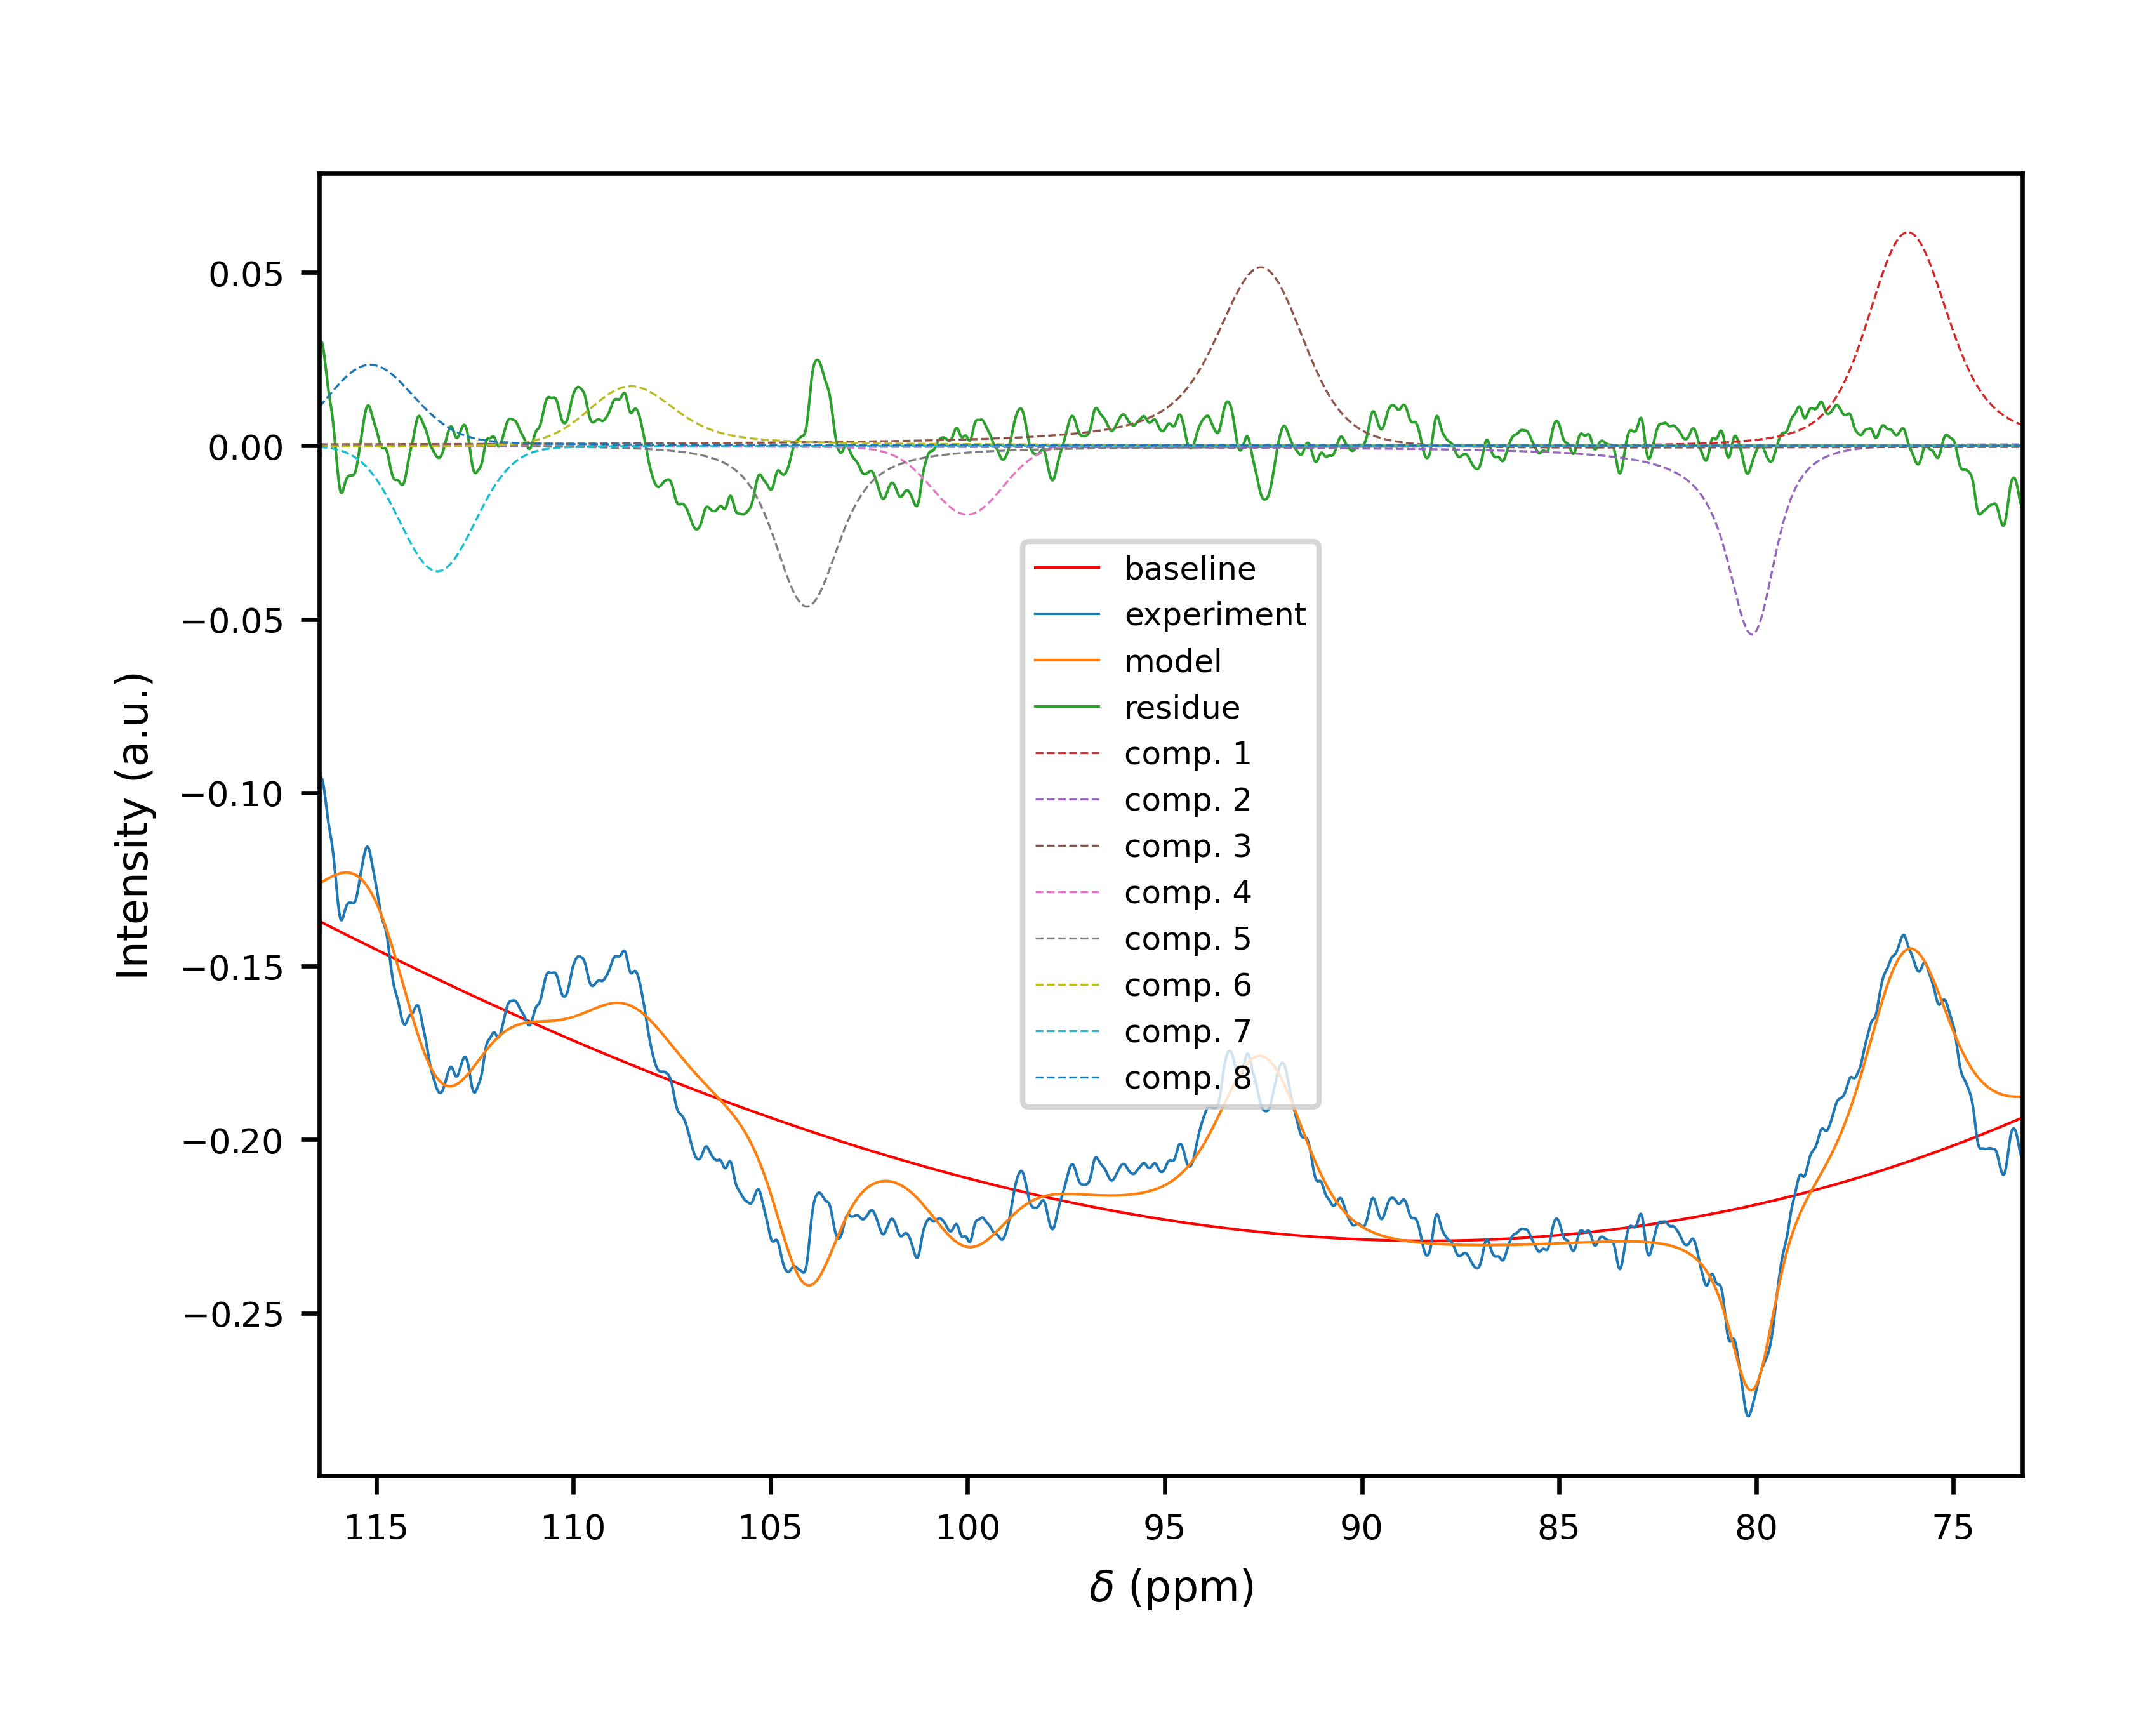 0.05
0.00
−0.05
−0.10
−0.15
−0.20
−0.25
Intensity (a.u.)
baseline
experiment
model
residue
comp. 1
comp. 2
comp. 3
comp. 4
comp. 5
comp. 6
comp. 7
comp. 8
115 110 105 100 95 90 85 80 75
δ (ppm)